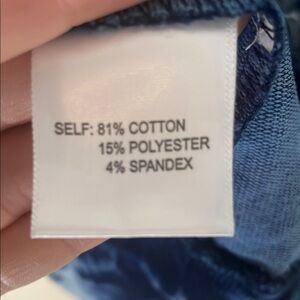 SELF: 81% COTTON
15% POLYESTER
4% SPANDEX